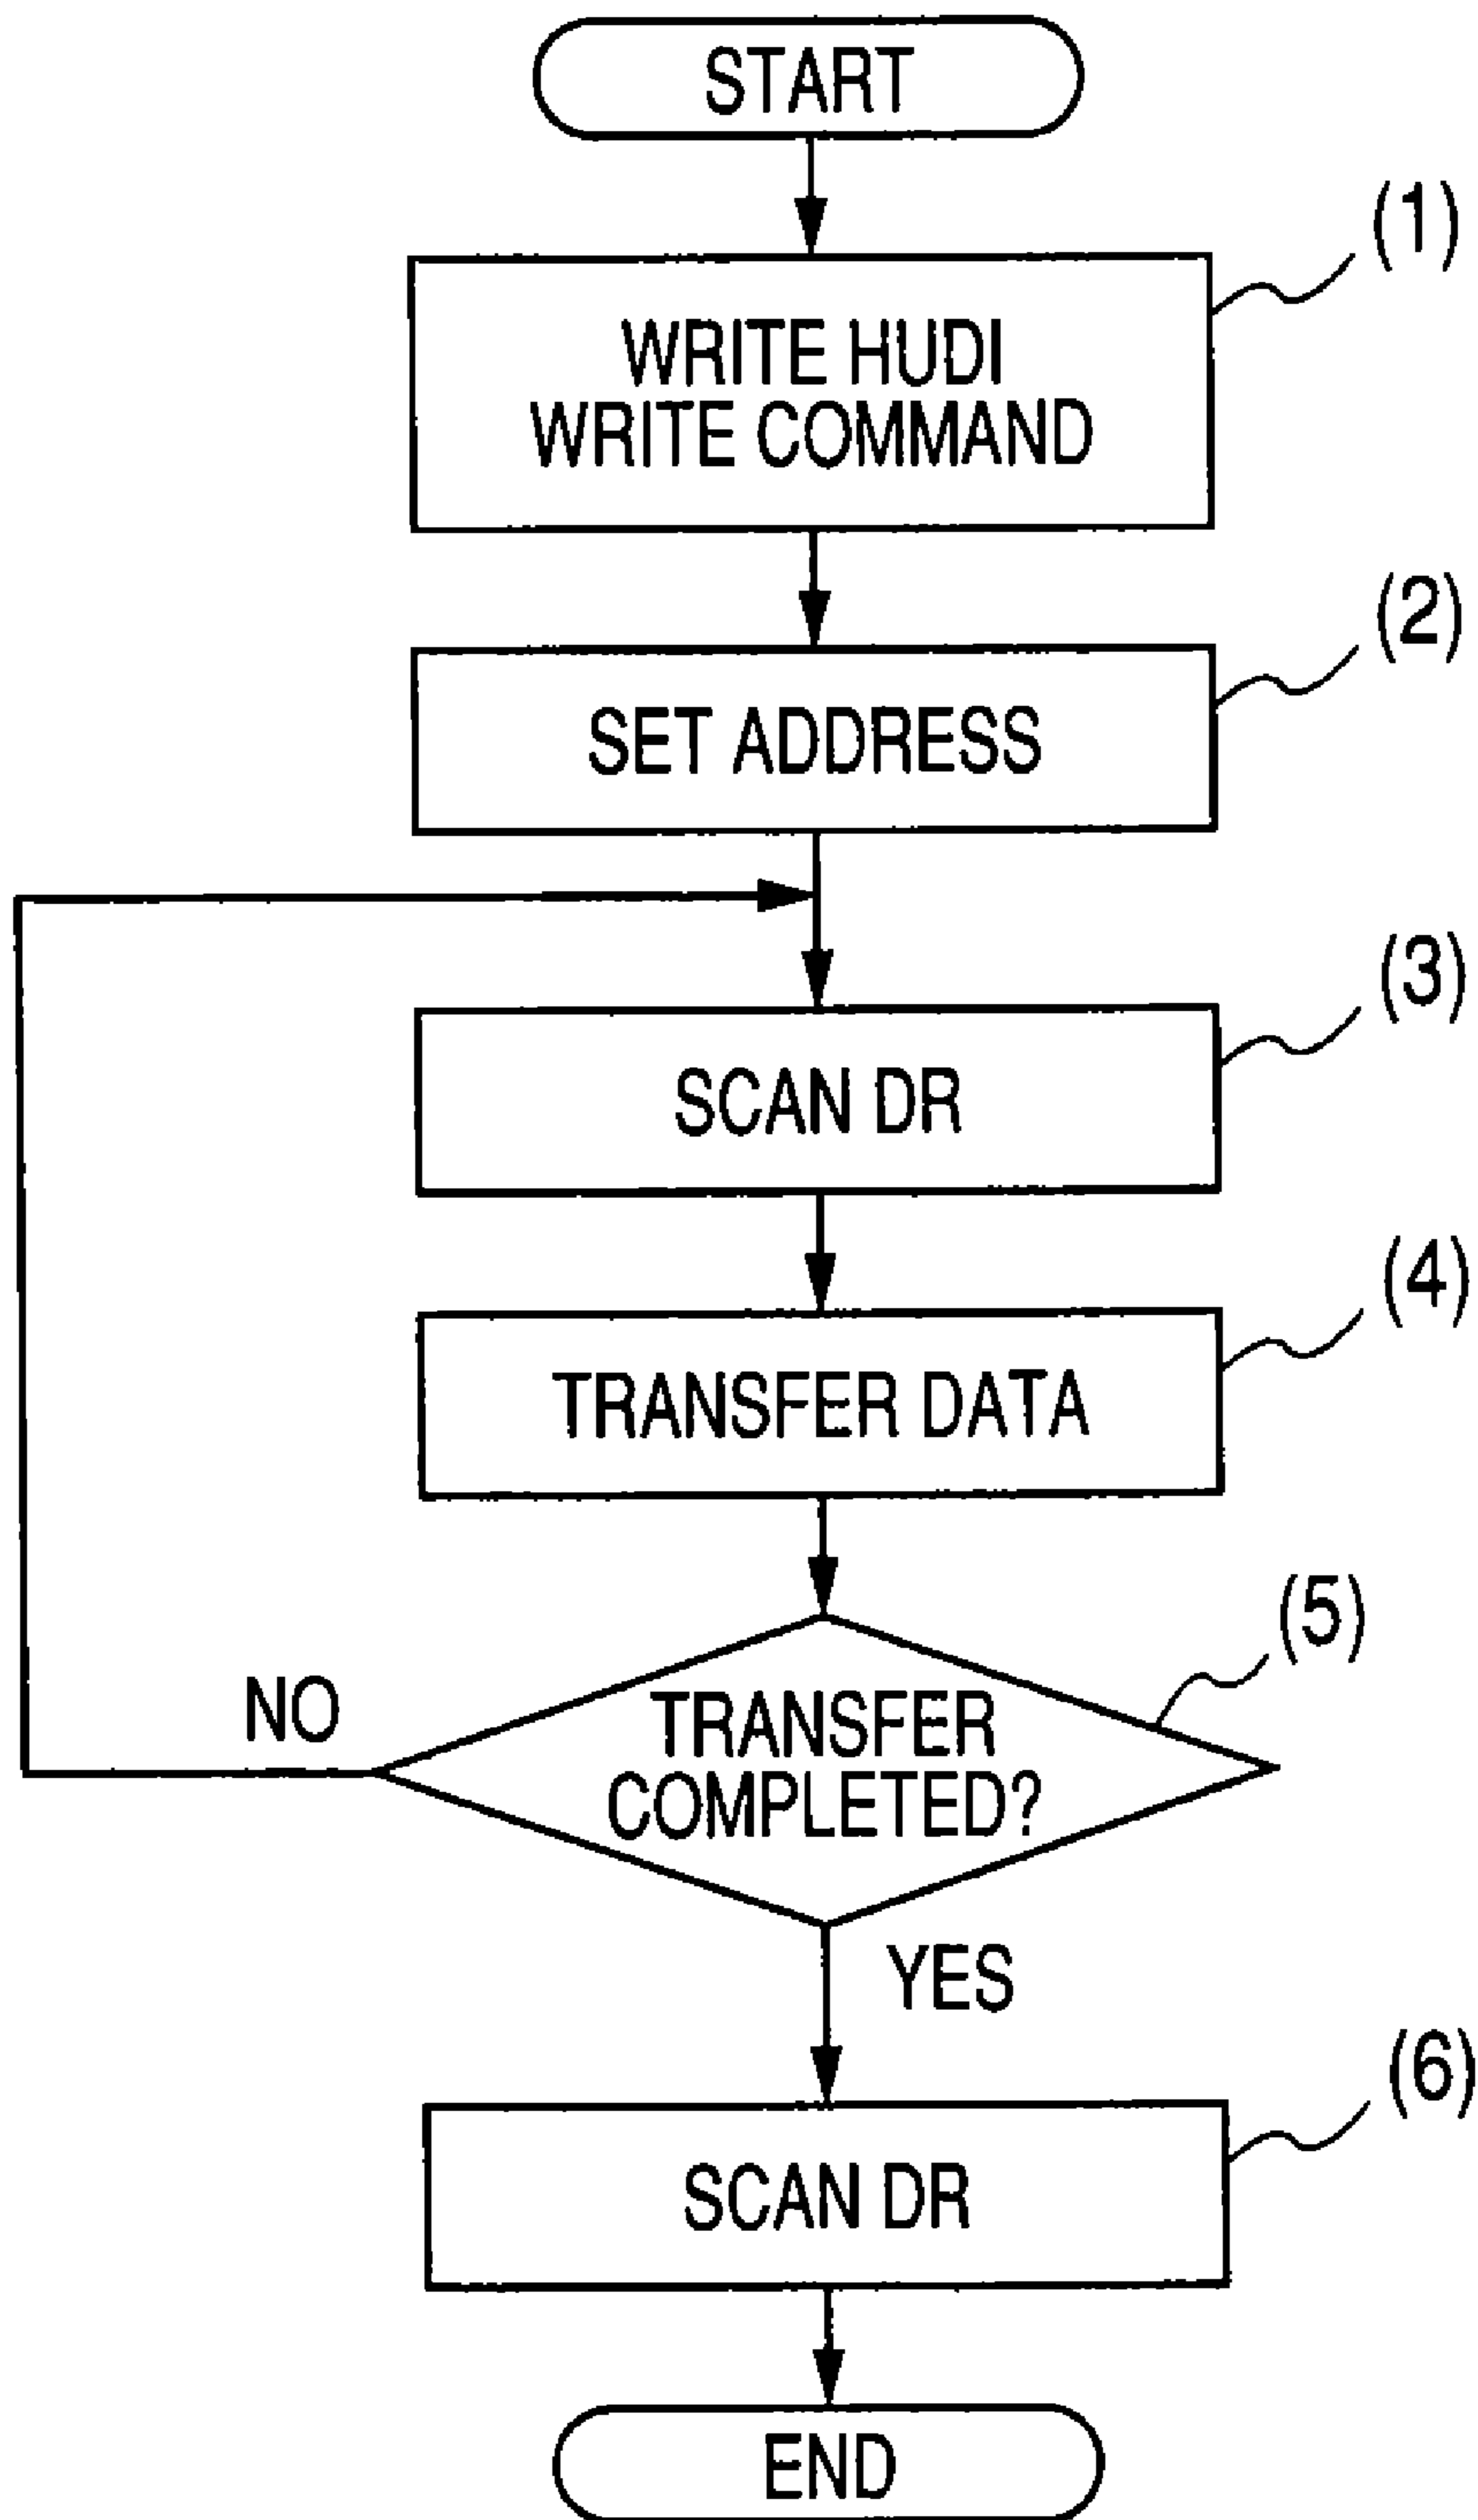 START
(1)
WRITE HUDI
WRITE COMMAND
(2)
SET ADDRESS
(3)
SCAN DR
(4)
TRANSFER DATA
(5)
NO
TRANSFER
COMPLETED?
YES
(6)
SCAN DR
END